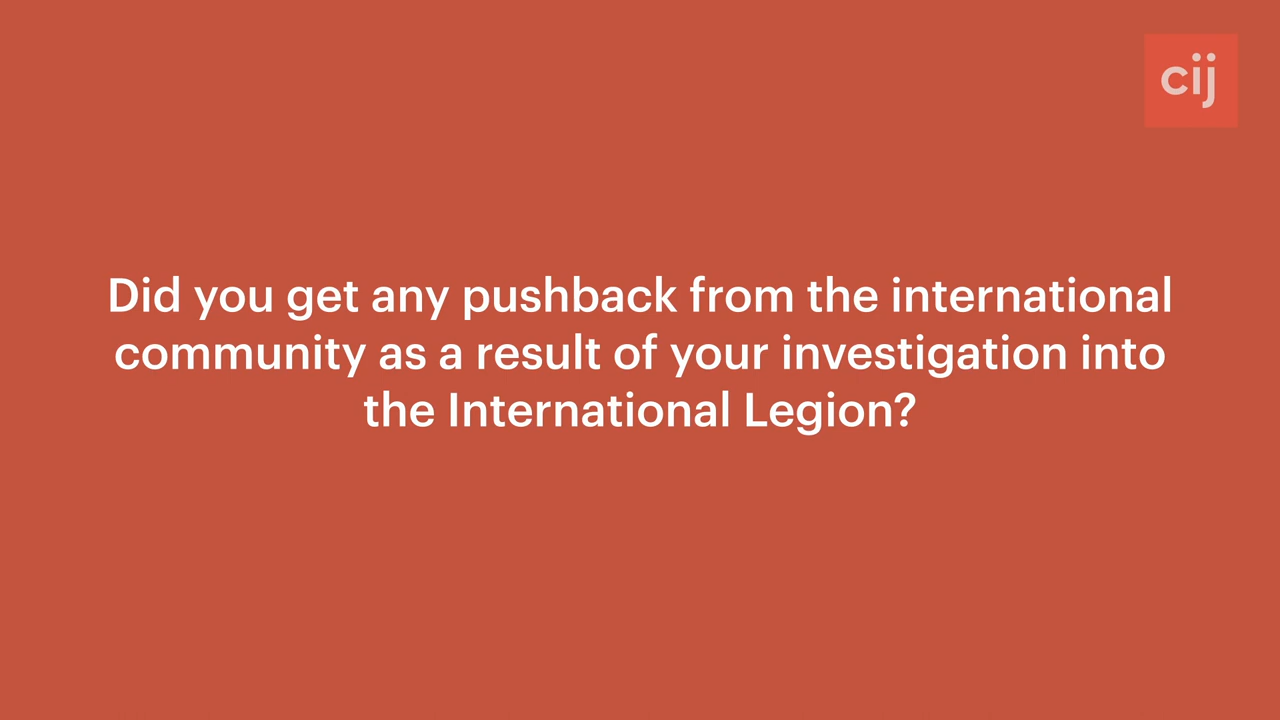 cij
Did you get any pushback from the international
community as a result of your investigation into
the International Legion?